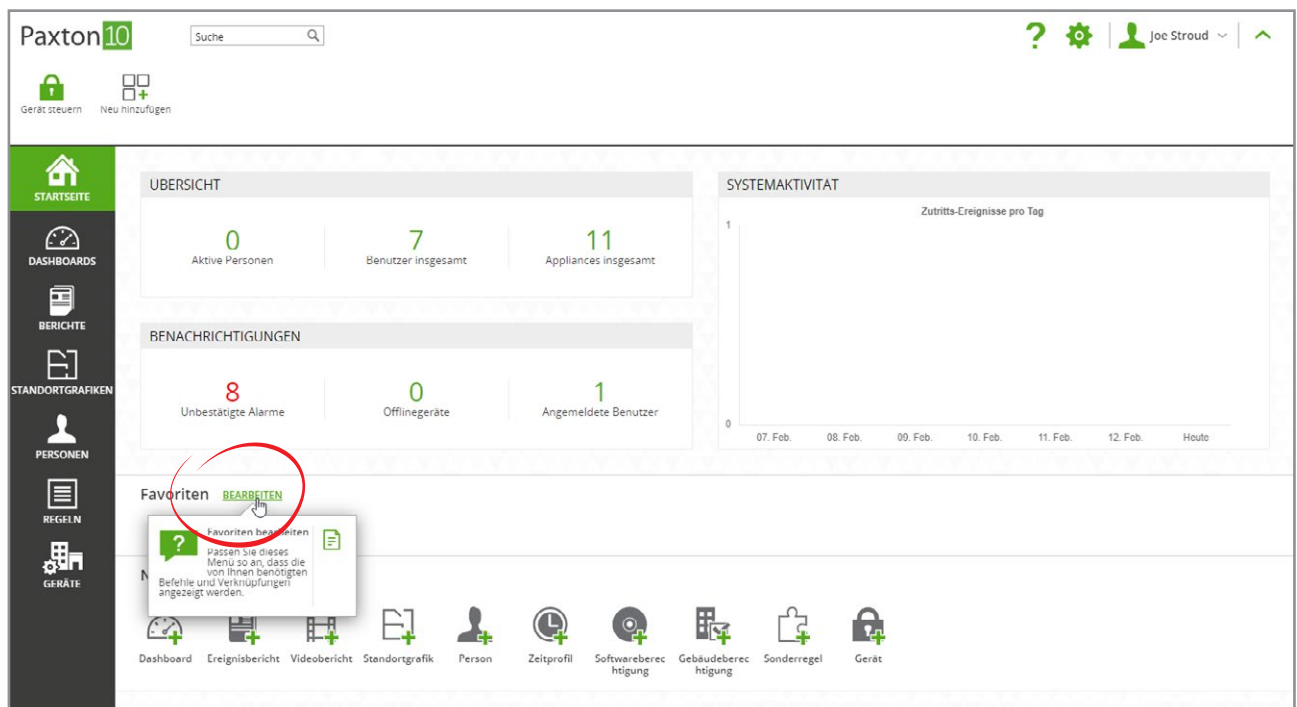 Paxton10
Suche
Joe Stroud
Gerät steuern
Neu hinzufügen
STARTSEITE
DASHBOARDS
BERICHTE
STANDORTGRAFIKEN
PERSONEN
REGELN
GERÄTE
ÜBERSICHT
0
Aktive Personen
7
Benutzer insgesamt
11
Appliances insgesamt
SYSTEMAKTIVITÄT
Zutritts-Ereignisse pro Tag
1
0
07. Feb. 08. Feb. 09. Feb. 10. Feb. 11. Feb. 12. Feb. Heute
BENACHRICHTIGUNGEN
8
Unbestätigte Alarme
0
Offlinegeräte
1
Angemeldete Benutzer
Favoriten BEARBEITEN
?
Favoriten bearbeiten
Passen Sie dieses
Menü so an, dass die
von Ihnen benötigten
Befehle und Verknüpfungen
angezeigt werden.
N
Dashboard
Ereignisbericht
Videobericht
Standortgrafik
Person
Zeitprofil
Softwareberec
htigung
Gebäudeberec
htigung
Sonderregel
Gerät